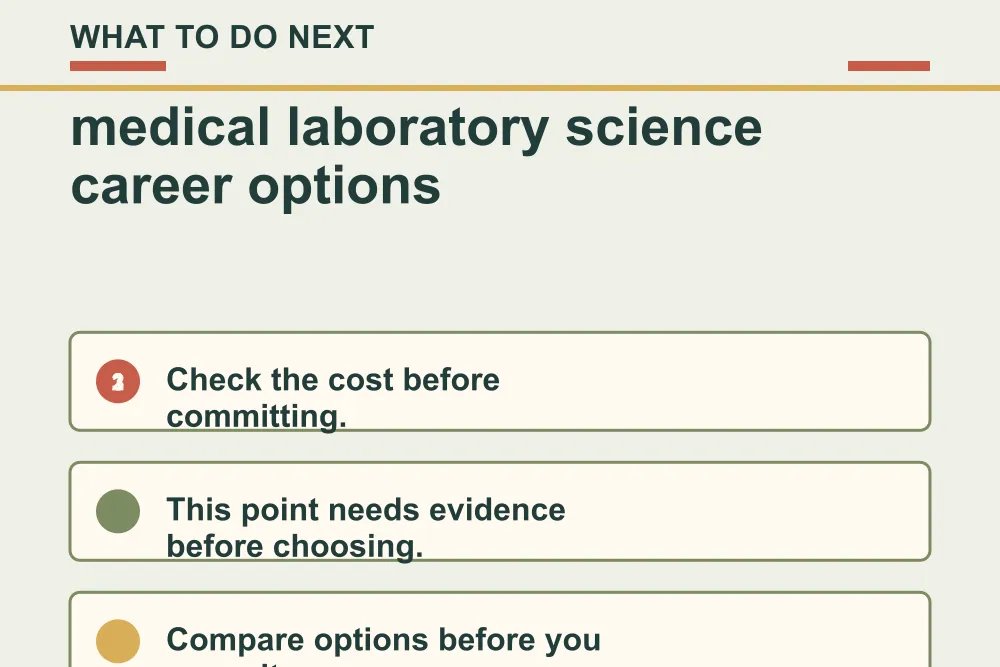 WHAT TO DO NEXT
medical laboratory science
career options
Check the cost before
committing.
This point needs evidence
before choosing.
Compare options before you